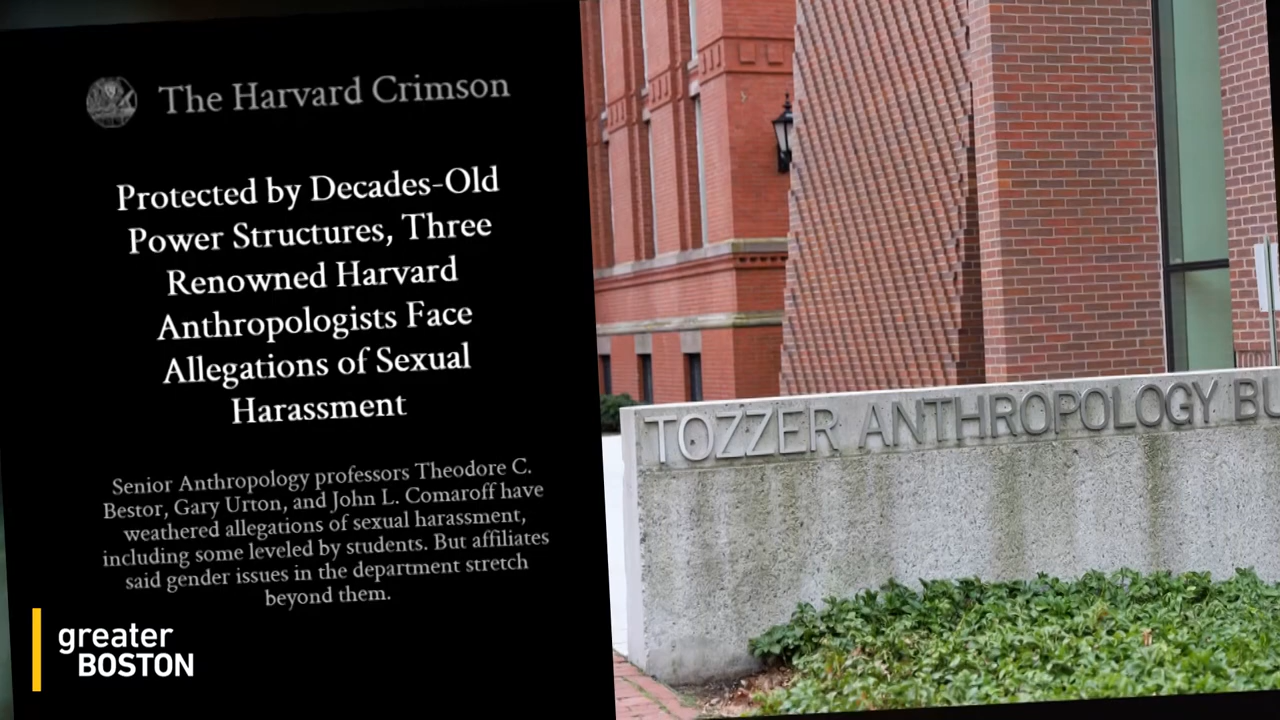 The Harvard Crimson
Protected by Decades-Old
Power Structures, Three
Renowned Harvard
Anthropologists Face
Allegations of Sexual
Harassment
Senior Anthropology professors Theodore C.
Bestor, Gary Urton, and John L. Comaroff have
weathered allegations of sexual harassment,
including some leveled by students. But affiliates
said gender issues in the department stretch
beyond them.
greater
BOSTON
TOZZER ANTHROPOLOGY BU